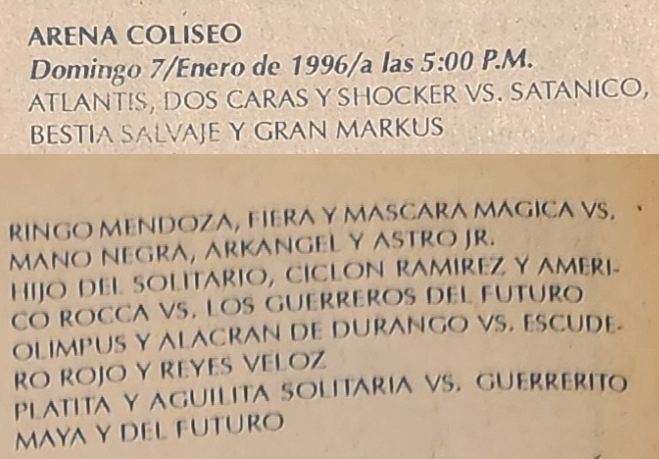 ARENA COLISEO
Domingo 7/Enero de 1996/a las 5:00 P.M.
ATLANTIS, DOS CARAS Y SHOCKER VS. SATANICO,
BESTIA SALVAJE Y GRAN MARKUS
RINGO MENDOZA, FIERA Y MASCARA MAGICA VS.
MANO NEGRA, ARKANGEL Y ASTRO JR.
HIJO DEL SOLITARIO, CICLON RAMIREZ Y AMERI-
CO ROCCA VS. LOS GUERREROS DEL FUTURO
OLIMPUS Y ALACRAN DE DURANGO VS. ESCUDE-
RO ROJO Y REYES VELOZ
PLATITA Y AGUILITA SOLITARIA VS. GUERRERITO
MAYA Y DEL FUTURO